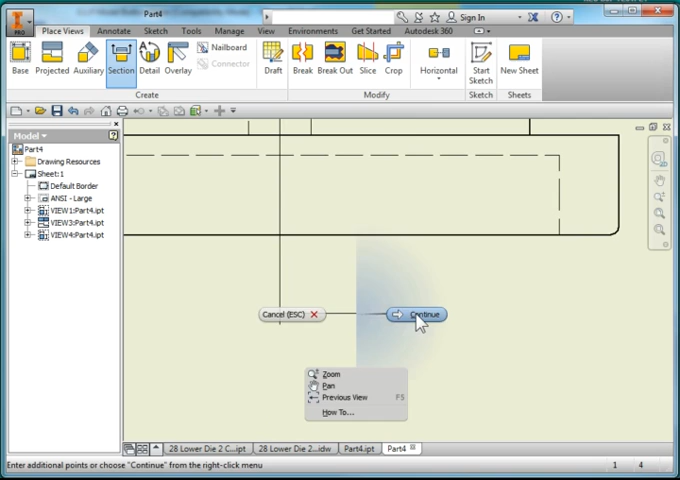 PRO
Part4
Sign In
Place Views Annotate Sketch Tools Manage View Environments Get Started Autodesk 360
Base Projected Auxiliary Section Detail Overlay
Nailboard
Connector
Draft Break Break Out Slice Crop Horizontal Start Sketch New Sheet
Create Modify Sketch Sheets
Model
Part4
Drawing Resources
Sheet:1
Default Border
ANSI - Large
VIEW1:Part4.ipt
VIEW3:Part4.ipt
VIEW4:Part4.ipt
Cancel (ESC)
Continue
Zoom
Pan
Previous View F5
How To...
28 Lower Die 2 C...ipt 28 Lower Die 2 ...idw Part4.ipt Part4
Enter additional points or choose "Continue" from the right-click menu 1 4